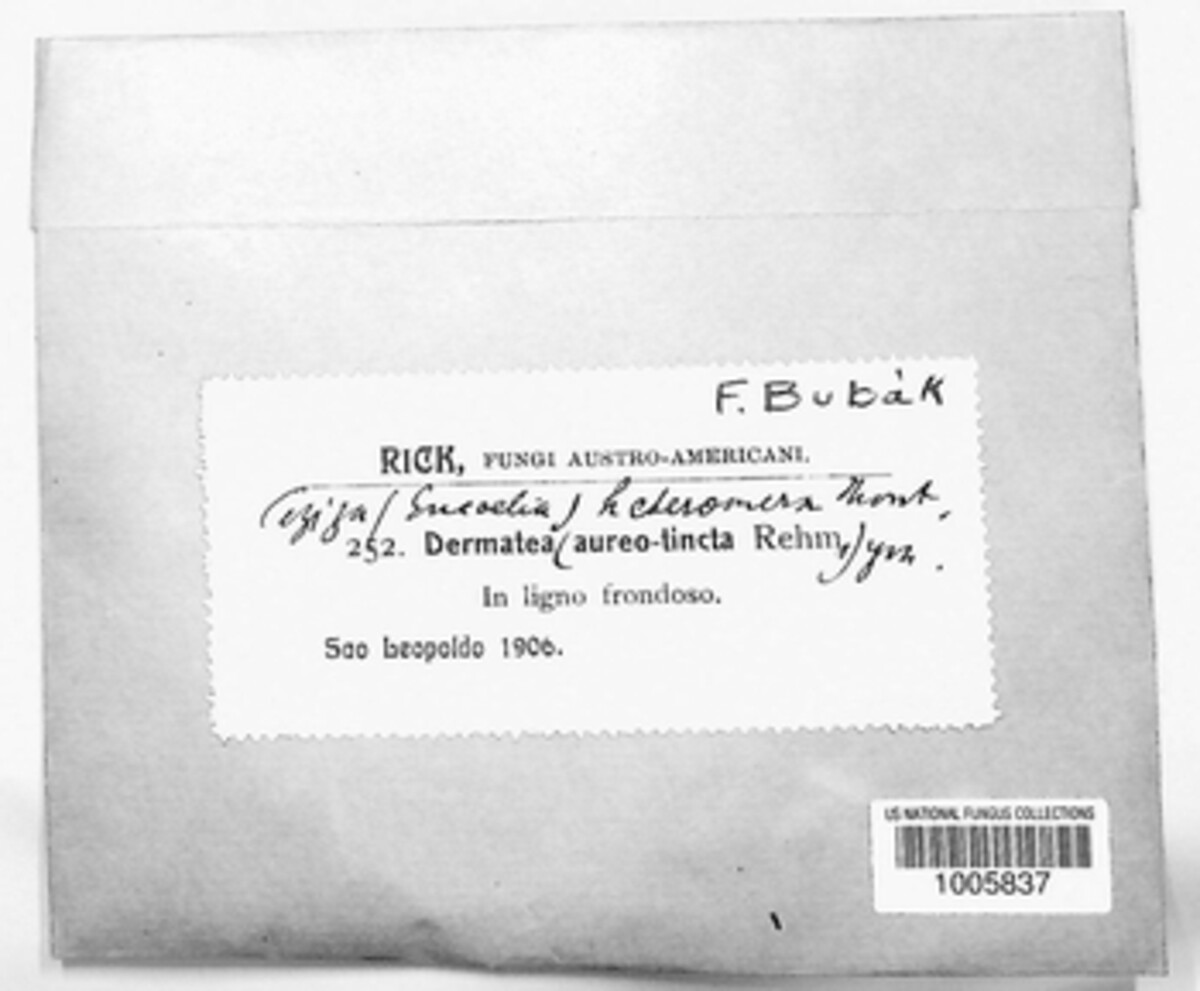 F. Bubák
RICK, FUNGI AUSTRO-AMERICANI.
(Encoelia) heteromera Mont.
252. Dermatea (aureo-tincta Rehm,)
In ligno frondoso.
Sao Leopoldo 1906.
US NATIONAL FUNGUS COLLECTIONS
1005837